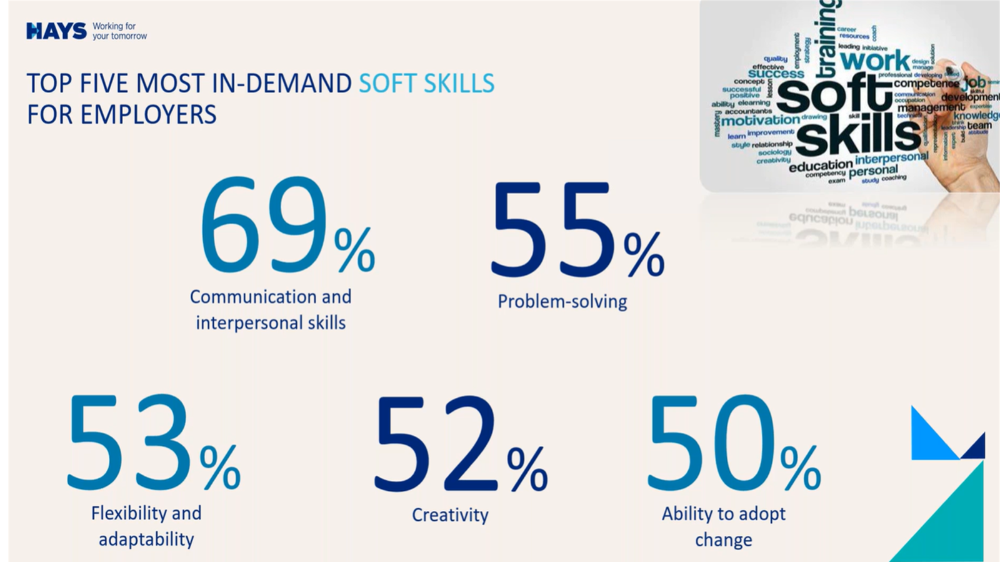 HAYS Working for
your tomorrow
TOP FIVE MOST IN-DEMAND SOFT SKILLS
FOR EMPLOYERS
69%
Communication and
interpersonal skills
55%
Problem-solving
53%
Flexibility and
adaptability
52%
Creativity
50%
Ability to adopt
change
training
career
resources
coach
employment
strategy
leading initiative
solution
quality
work
design
manage
effective
success
professional developing
concept
lesson
soft
competence
job
successful
positive
communication
occupation
development
ability elearning
management
expertise
accountants
mastery
motivation
drawing
skill
knowledge
think
leadership
team
skills
learn improvement
build
attitude
style relationship
information
expert
sociology
creativity
interpersonal
education
competency
personal
exam
study coaching